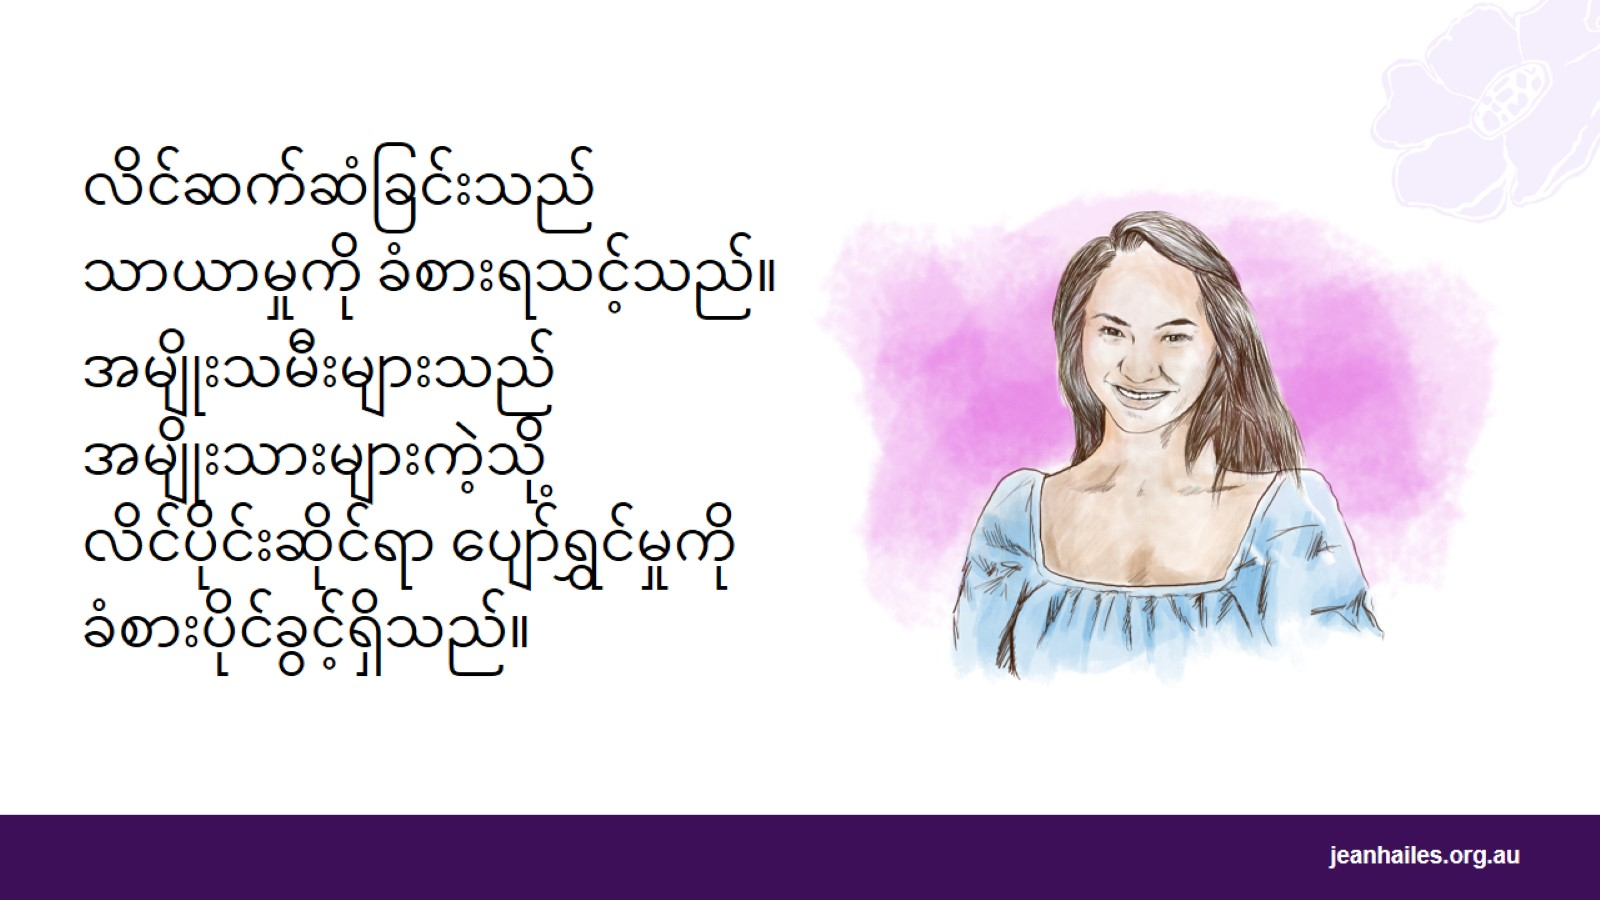 လိင်ဆက်ဆံခြင်းသည်
သာယာမှုကို ခံစားရသင့်သည်။
အမျိုးသမီးများသည်
အမျိုးသားများကဲ့သို့
လိင်ပိုင်းဆိုင်ရာ ပျော်ရွှင်မှုကို
ခံစားပိုင်ခွင့်ရှိသည်။
jeanhailes.org.au